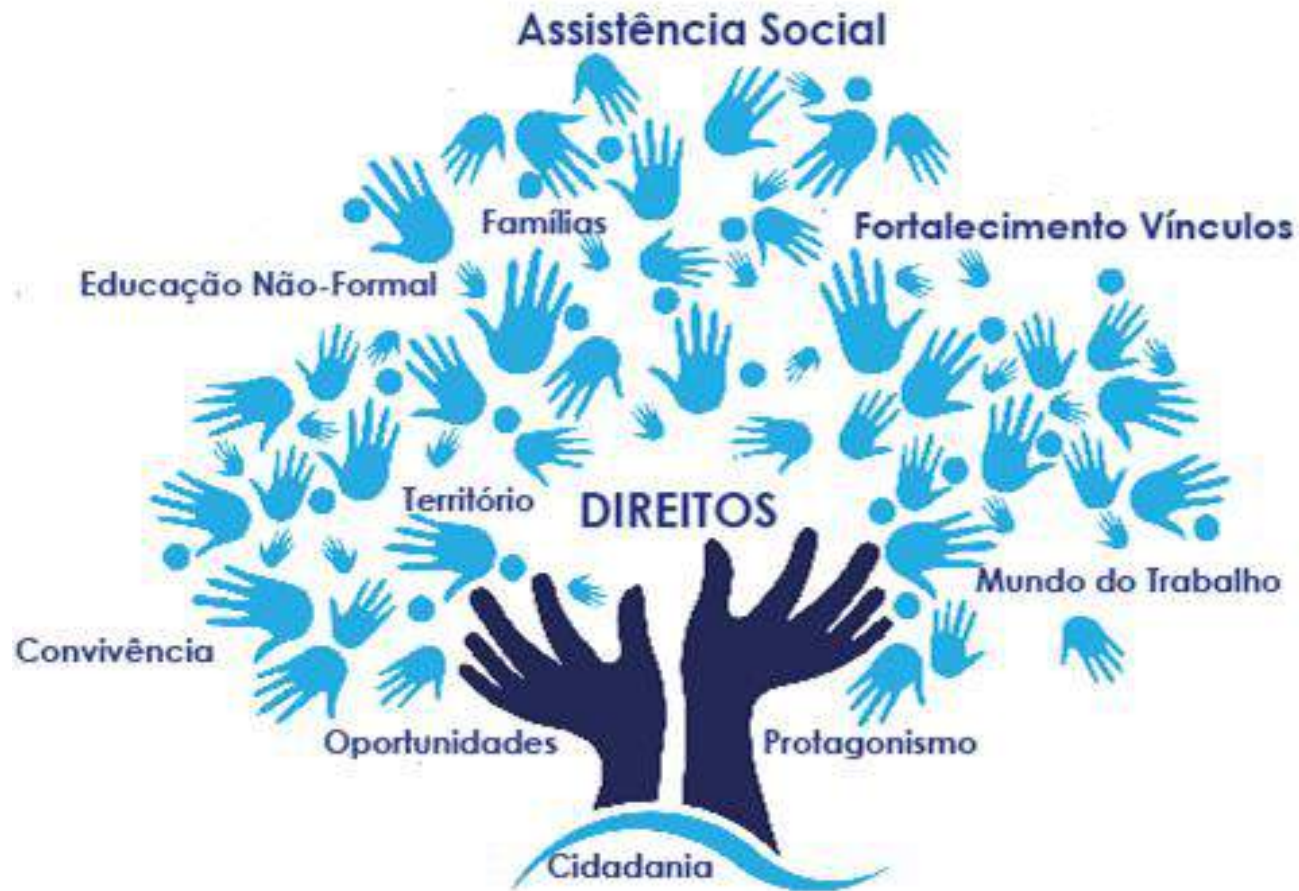 Assistência Social
Famílias
Fortalecimento Vínculos
Educação Não-Formal
Território
DIREITOS
Mundo do Trabalho
Convivência
Oportunidades
Protagonismo
Cidadania